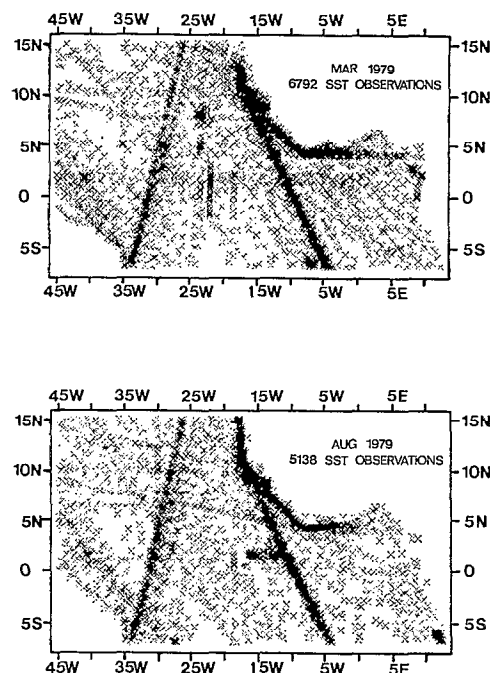 45W 35W 25W 15W 5W 5E
15N 15N
MAR 1979
6792 SST OBSERVATIONS
10N 10N
5N 5N
0 0
5S 5S
45W 35W 25W 15W 5W 5E
45W 35W 25W 15W 5W 5E
15N 15N
AUG 1979
5138 SST OBSERVATIONS
10N 10N
5N 5N
0 0
5S 5S
45W 35W 25W 15W 5W 5E